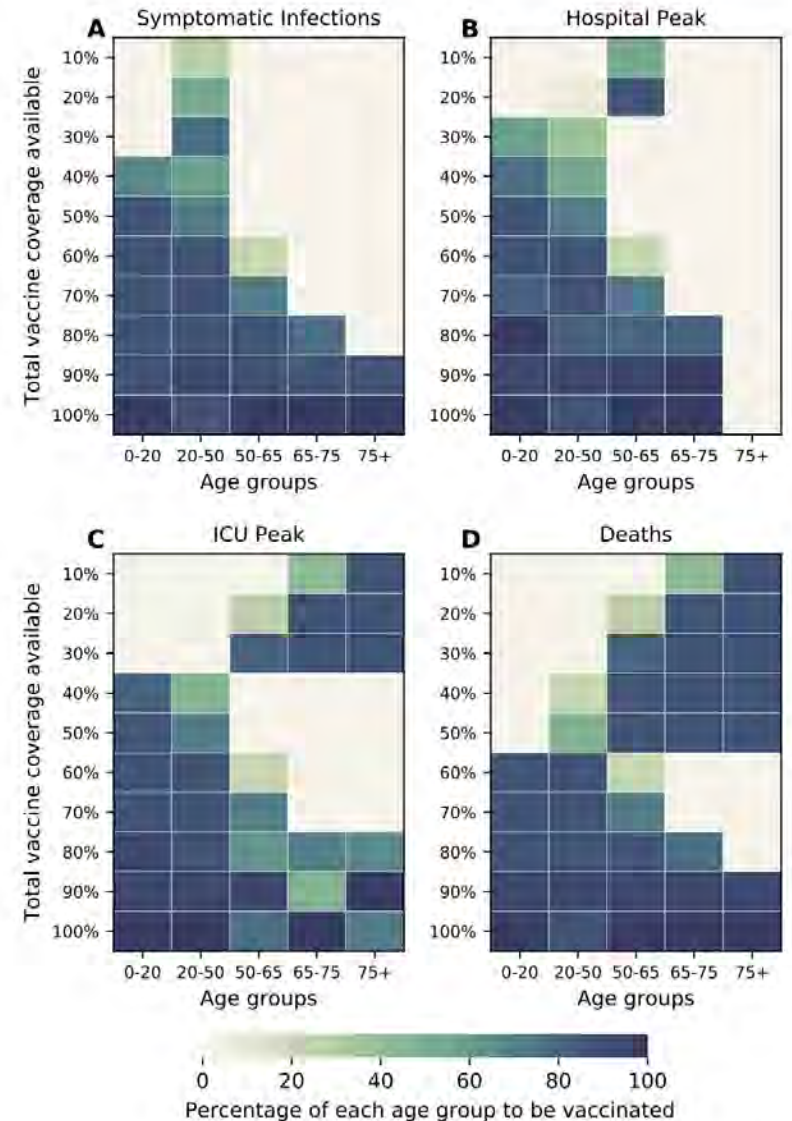 A Symptomatic Infections
B Hospital Peak
Total vaccine coverage available
10%
20%
30%
40%
50%
60%
70%
80%
90%
100%
0-20 20-50 50-65 65-75 75+
Age groups
10%
20%
30%
40%
50%
60%
70%
80%
90%
100%
0-20 20-50 50-65 65-75 75+
Age groups
C ICU Peak
D Deaths
Total vaccine coverage available
10%
20%
30%
40%
50%
60%
70%
80%
90%
100%
0-20 20-50 50-65 65-75 75+
Age groups
10%
20%
30%
40%
50%
60%
70%
80%
90%
100%
0-20 20-50 50-65 65-75 75+
Age groups
0 20 40 60 80 100
Percentage of each age group to be vaccinated